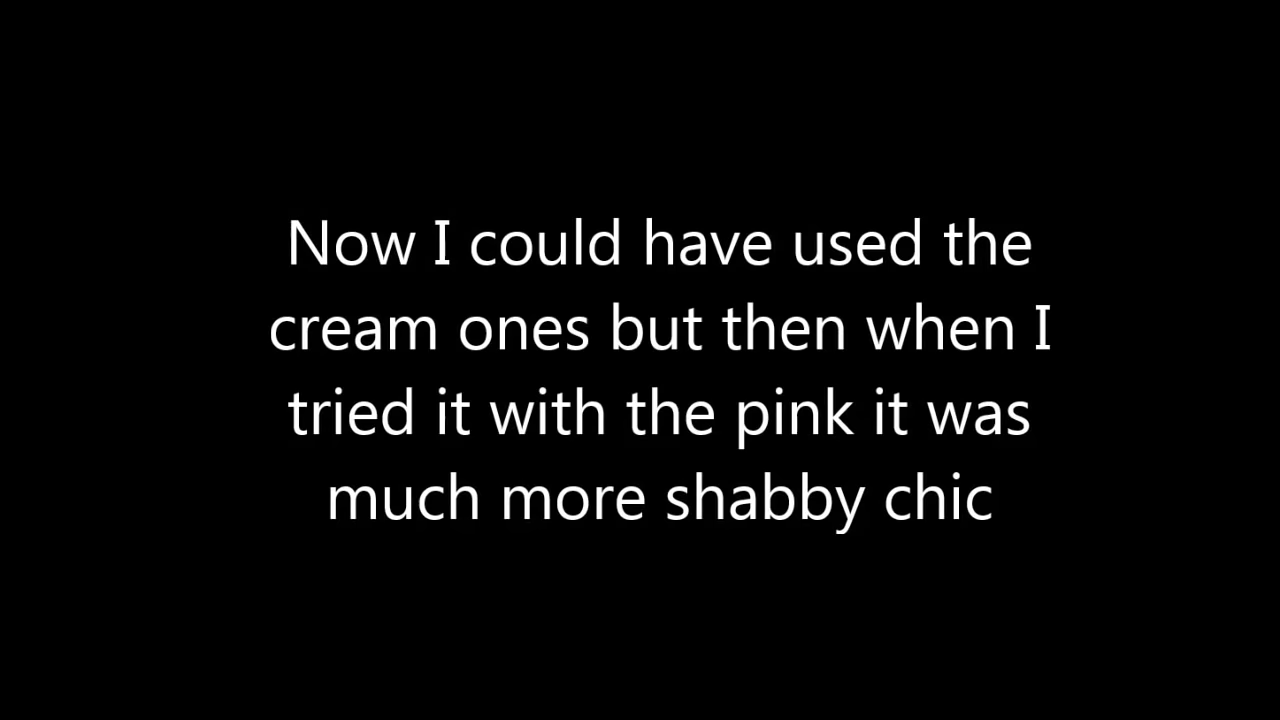 Now I could have used the
cream ones but then when I
tried it with the pink it was
much more shabby chic